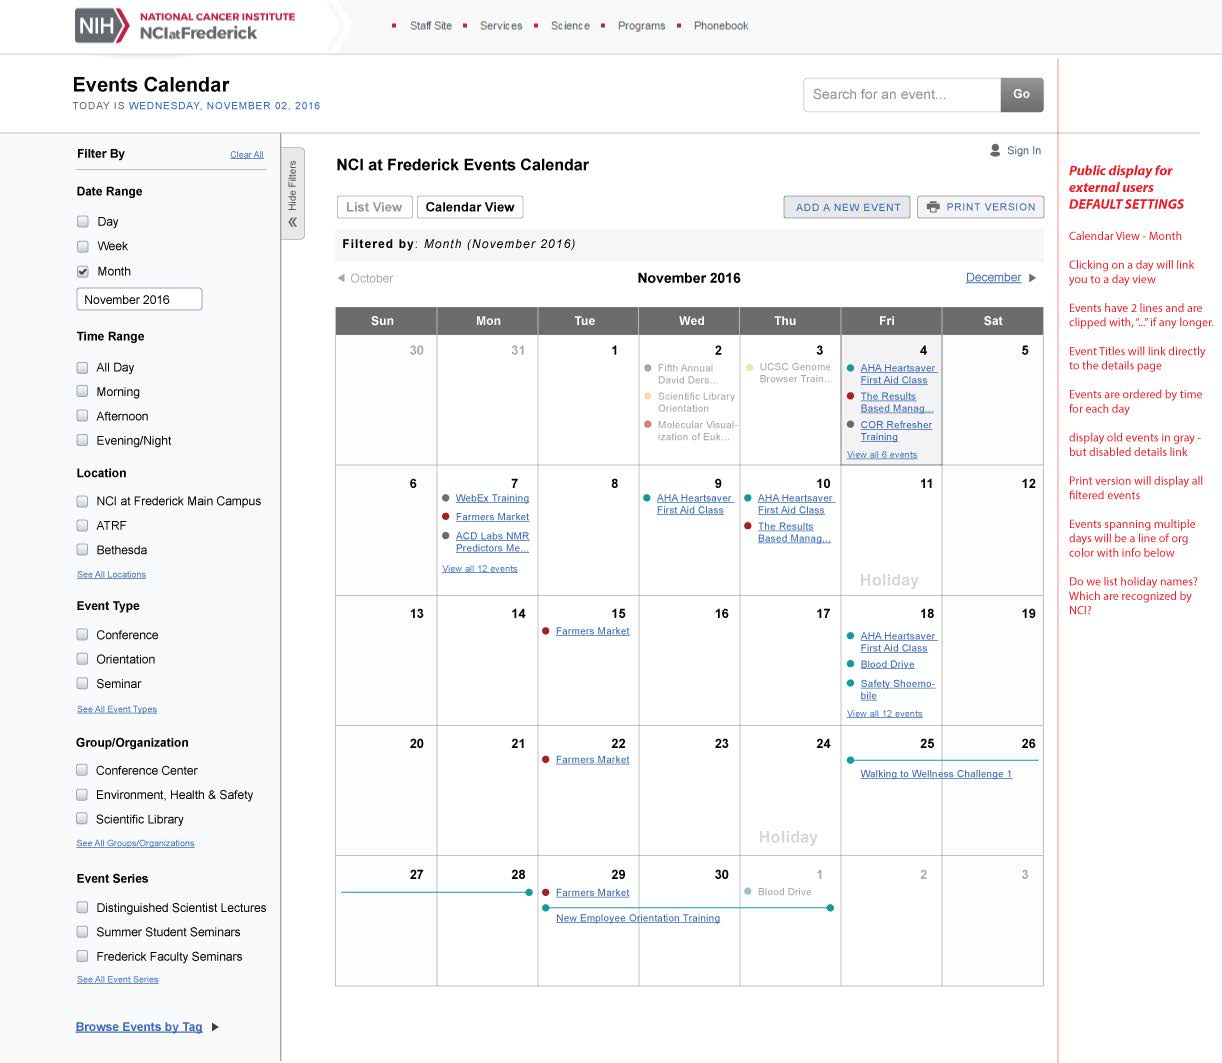 NIH NATIONAL CANCER INSTITUTE
NCIatFrederick
Staff Site Services Science Programs Phonebook
Events Calendar
TODAY IS WEDNESDAY, NOVEMBER 02, 2016
Search for an event... Go
Filter By Clear All
Date Range
Day
Week
Month
November 2016
Time Range
All Day
Morning
Afternoon
Evening/Night
Location
NCI at Frederick Main Campus
ATRF
Bethesda
See All Locations
Event Type
Conference
Orientation
Seminar
See All Event Types
Group/Organization
Conference Center
Environment, Health & Safety
Scientific Library
See All Groups/Organizations
Event Series
Distinguished Scientist Lectures
Summer Student Seminars
Frederick Faculty Seminars
See All Event Series
Browse Events by Tag
Hide Filters
Sign In
NCI at Frederick Events Calendar
List View Calendar View ADD A NEW EVENT PRINT VERSION
Filtered by: Month (November 2016)
October November 2016 December
Sun Mon Tue Wed Thu Fri Sat
30
31
1
2
Fifth Annual
David Ders...
Scientific Library
Orientation
Molecular Visual-
ization of Euk...
3
UCSC Genome
Browser Train...
4
AHA Heartsaver
First Aid Class
The Results
Based Manag...
COR Refresher
Training
View all 6 events
5
6
7
WebEx Training
Farmers Market
ACD Labs NMR
Predictors Me...
View all 12 events
8
9
AHA Heartsaver
First Aid Class
10
AHA Heartsaver
First Aid Class
The Results
Based Manag...
11
Holiday
12
13
14
15
Farmers Market
16
17
18
AHA Heartsaver
First Aid Class
Blood Drive
Safety Shoemo-
bile
View all 12 events
19
20
21
22
Farmers Market
23
24
Holiday
25
26
Walking to Wellness Challenge 1
27
28
29
Farmers Market
30
New Employee Orientation Training
1
Blood Drive
2
3
Public display for
external users
DEFAULT SETTINGS
Calendar View - Month
Clicking on a day will link
you to a day view
Events have 2 lines and are
clipped with, "..." if any longer.
Event Titles will link directly
to the details page
Events are ordered by time
for each day
display old events in gray -
but disabled details link
Print version will display all
filtered events
Events spanning multiple
days will be a line of org
color with info below
Do we list holiday names?
Which are recognized by
NCI?